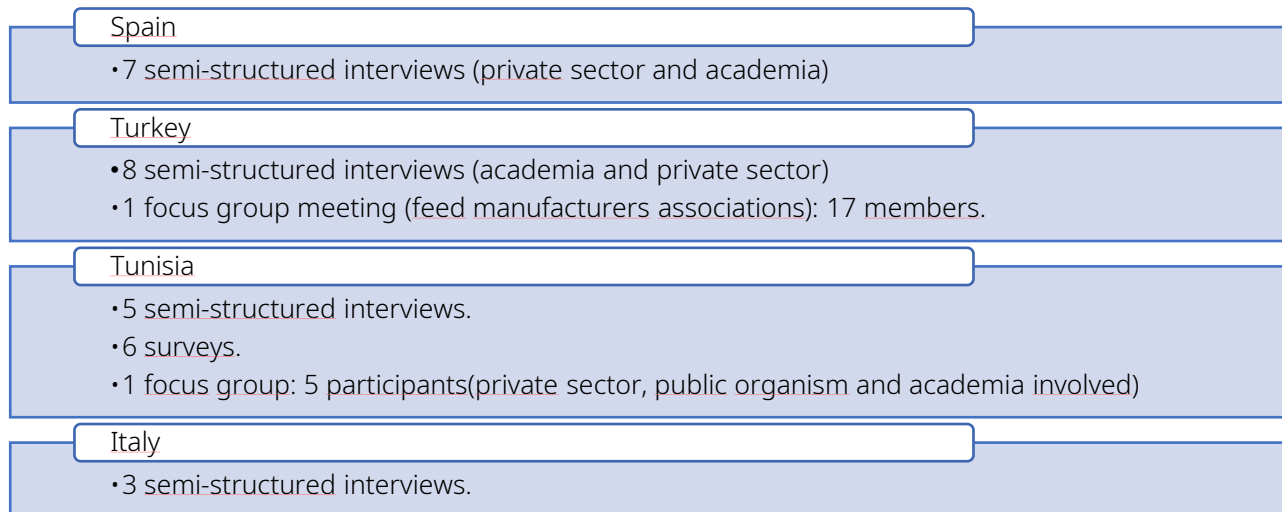 Spain
•7 semi-structured interviews (private sector and academia)
Turkey
•8 semi-structured interviews (academia and private sector)
•1 focus group meeting (feed manufacturers associations): 17 members.
Tunisia
•5 semi-structured interviews.
•6 surveys.
•1 focus group: 5 participants(private sector, public organism and academia involved)
Italy
•3 semi-structured interviews.